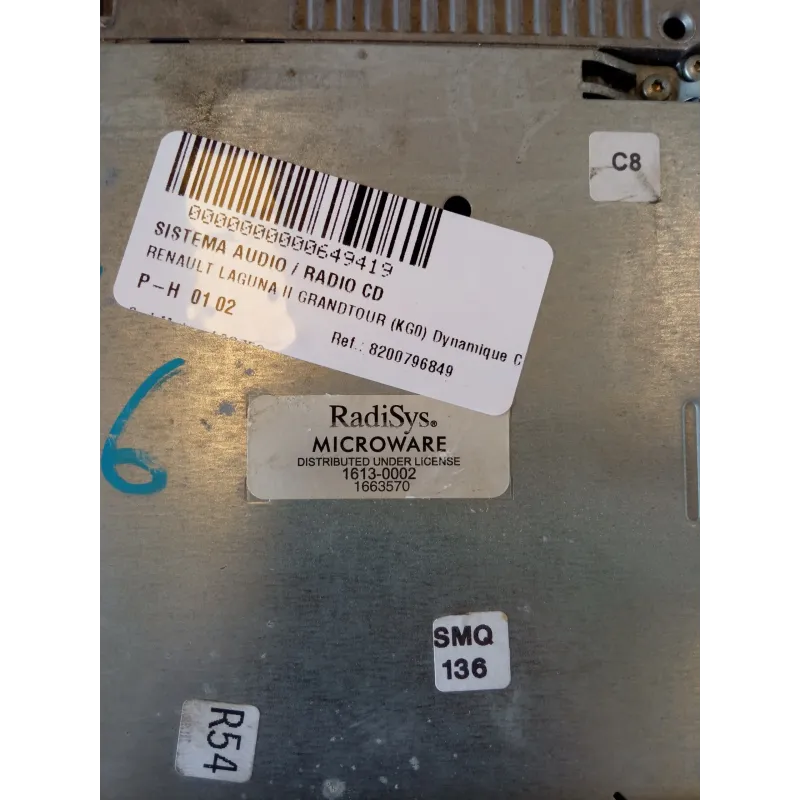 C8
0000000000649419
SISTEMA AUDIO / RADIO CD
RENAULT LAGUNA II GRANDTOUR (KG0) Dynamique C
P-H 01 02
Ref.: 8200796849
6
RadiSys®
MICROWARE
DISTRIBUTED UNDER LICENSE
1613-0002
1663570
SMQ
136
R54